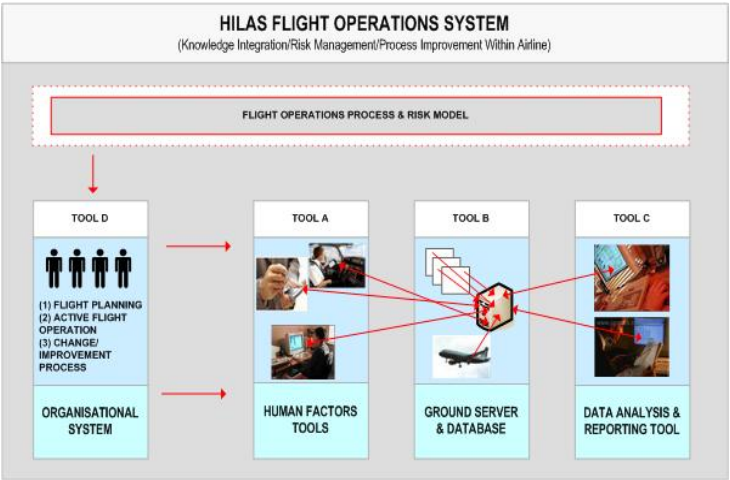 HILAS FLIGHT OPERATIONS SYSTEM
(Knowledge Integration/Risk Management/Process Improvement Within Airline)
FLIGHT OPERATIONS PROCESS & RISK MODEL
TOOL D
(1) FLIGHT PLANNING
(2) ACTIVE FLIGHT
OPERATION
(3) CHANGE/
IMPROVEMENT
PROCESS
ORGANISATIONAL
SYSTEM
TOOL A
HUMAN FACTORS
TOOLS
TOOL B
GROUND SERVER
& DATABASE
TOOL C
DATA ANALYSIS &
REPORTING TOOL